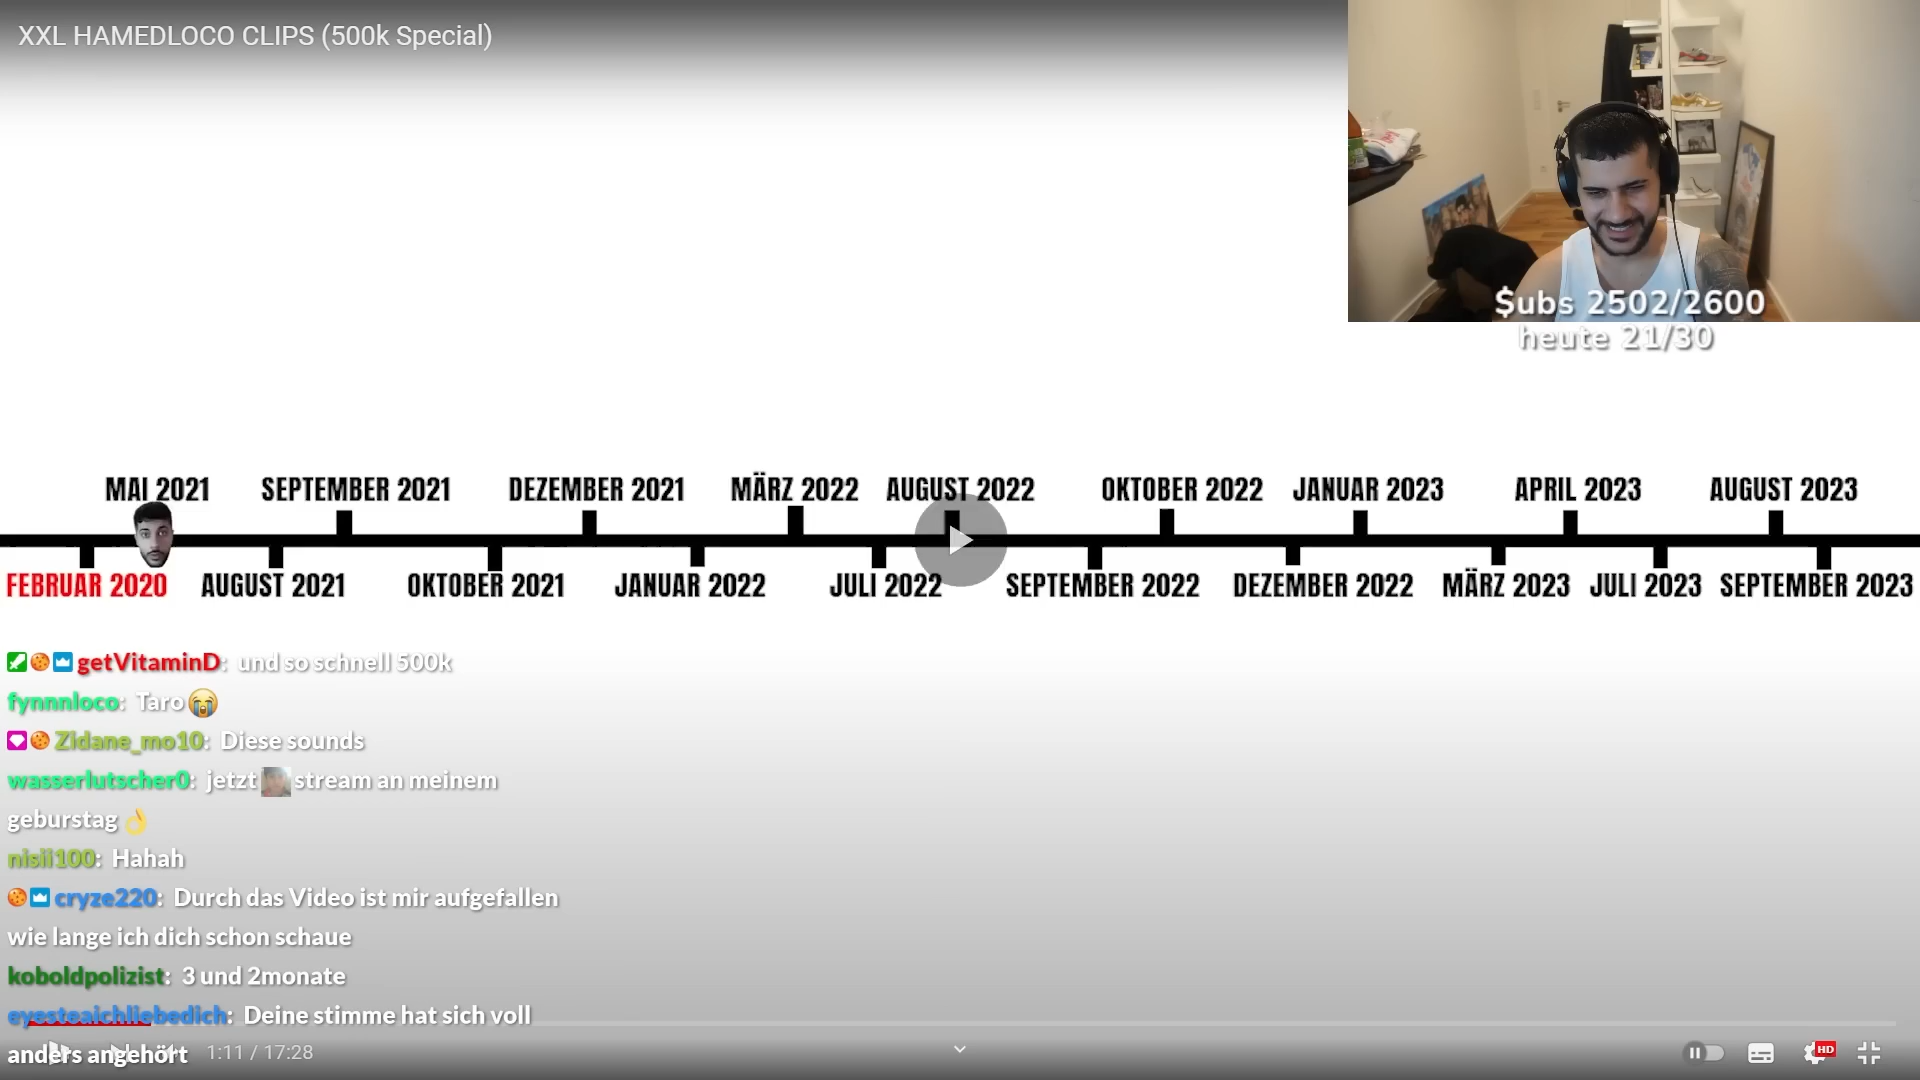 XXL HAMEDLOCO CLIPS (500k Special)
$ubs 2502/2600
heute 21/30
MAI 2021 SEPTEMBER 2021 DEZEMBER 2021 MÄRZ 2022 AUGUST 2022 OKTOBER 2022 JANUAR 2023 APRIL 2023 AUGUST 2023
FEBRUAR 2020 AUGUST 2021 OKTOBER 2021 JANUAR 2022 JULI 2022 SEPTEMBER 2022 DEZEMBER 2022 MÄRZ 2023 JULI 2023 SEPTEMBER 2023
getVitaminD: und so schnell 500k
fynnnloco: Taro 😭
Zidane_mo10: Diese sounds
wasserlutscher0: jetzt stream an meinem
geburstag 👌
nisii100: Hahah
cryze220: Durch das Video ist mir aufgefallen
wie lange ich dich schon schaue
koboldpolizist: 3 und 2monate
eyesteaichliebedich: Deine stimme hat sich voll
anders angehört
1:11 / 17:28
HD